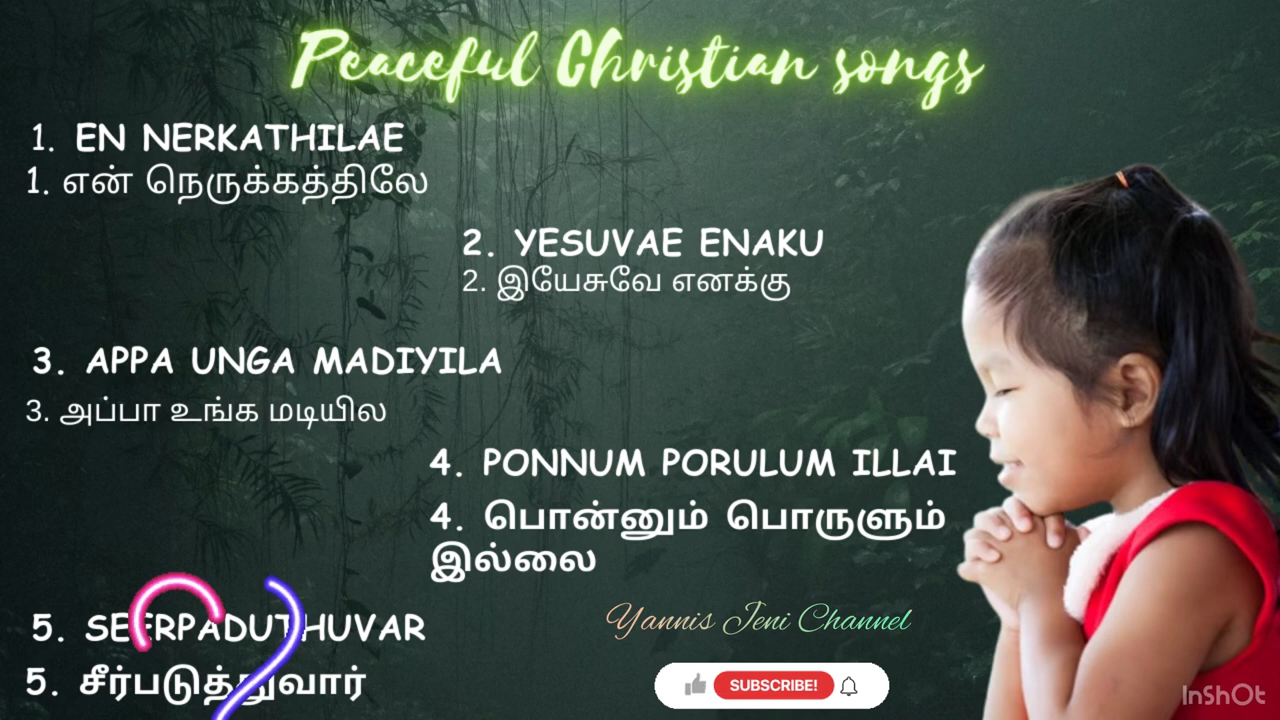 Peaceful Christian songs
1. EN NERKATHILAE
1. என் நெருக்கத்திலே
2. YESUVAE ENAKU
2. இயேசுவே எனக்கு
3. APPA UNGA MADIYILA
3. அப்பா உங்க மடியில
4. PONNUM PORULUM ILLAI
4. பொன்னும் பொருளும்
இல்லை
5. SEERPADUTHUVAR
5. சீர்படுத்துவார்
Yannis Jeni Channel
SUBSCRIBE!
InShOt